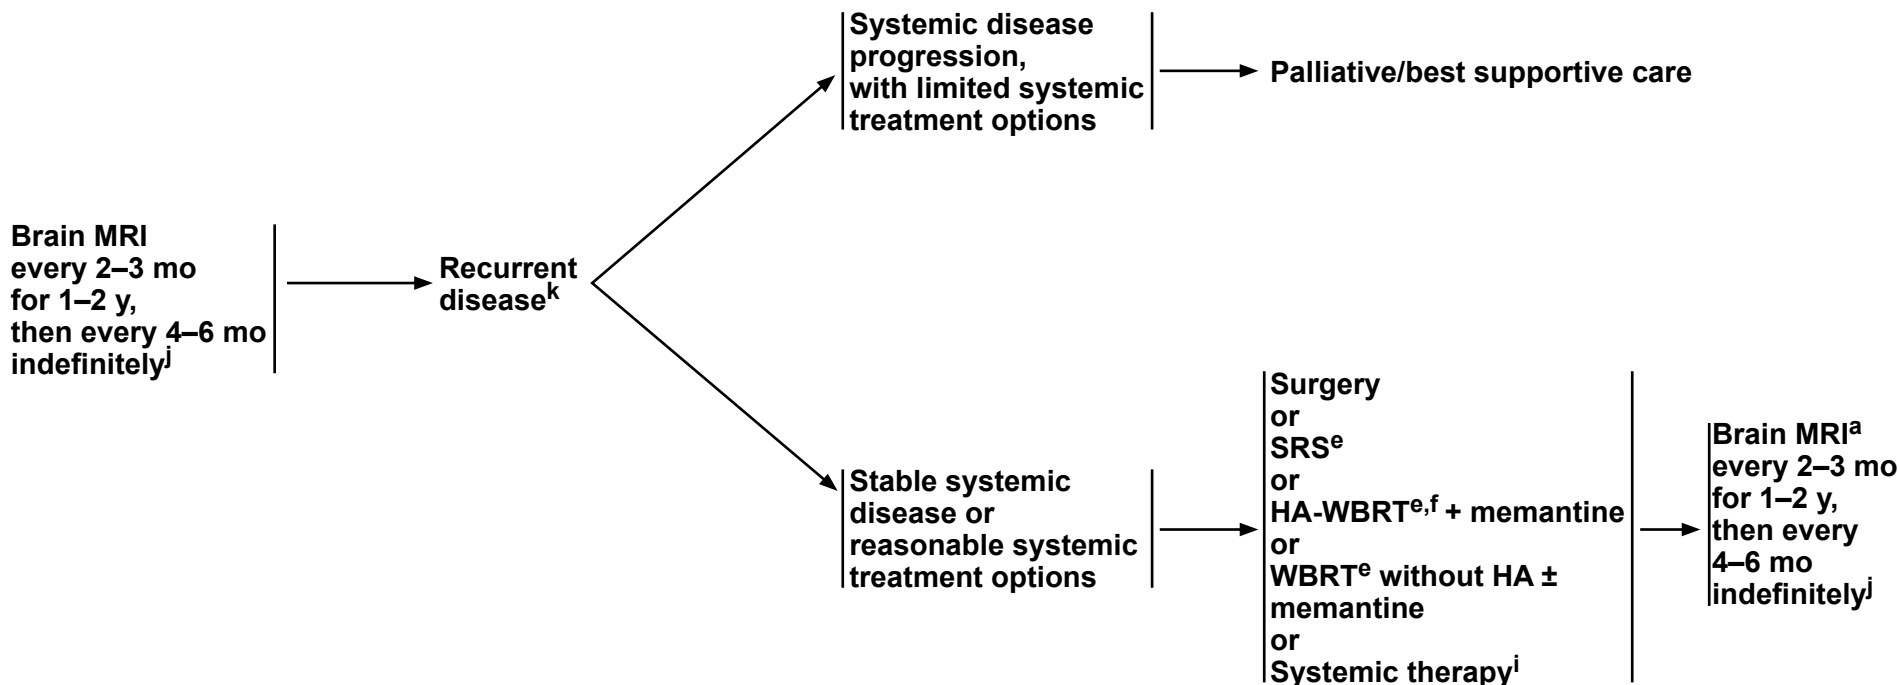 Brain MRI
every 2–3 mo
for 1–2 y,
then every 4–6 mo
indefinitelyʲ
Recurrent
diseaseᵏ
Systemic disease
progression,
with limited systemic
treatment options
Palliative/best supportive care
Stable systemic
disease or
reasonable systemic
treatment options
Surgery
or
SRSᵉ
or
HA-WBRTᵉ,ᶠ + memantine
or
WBRTᵉ without HA ±
memantine
or
Systemic therapyⁱ
Brain MRIᵃ
every 2–3 mo
for 1–2 y,
then every
4–6 mo
indefinitelyʲ